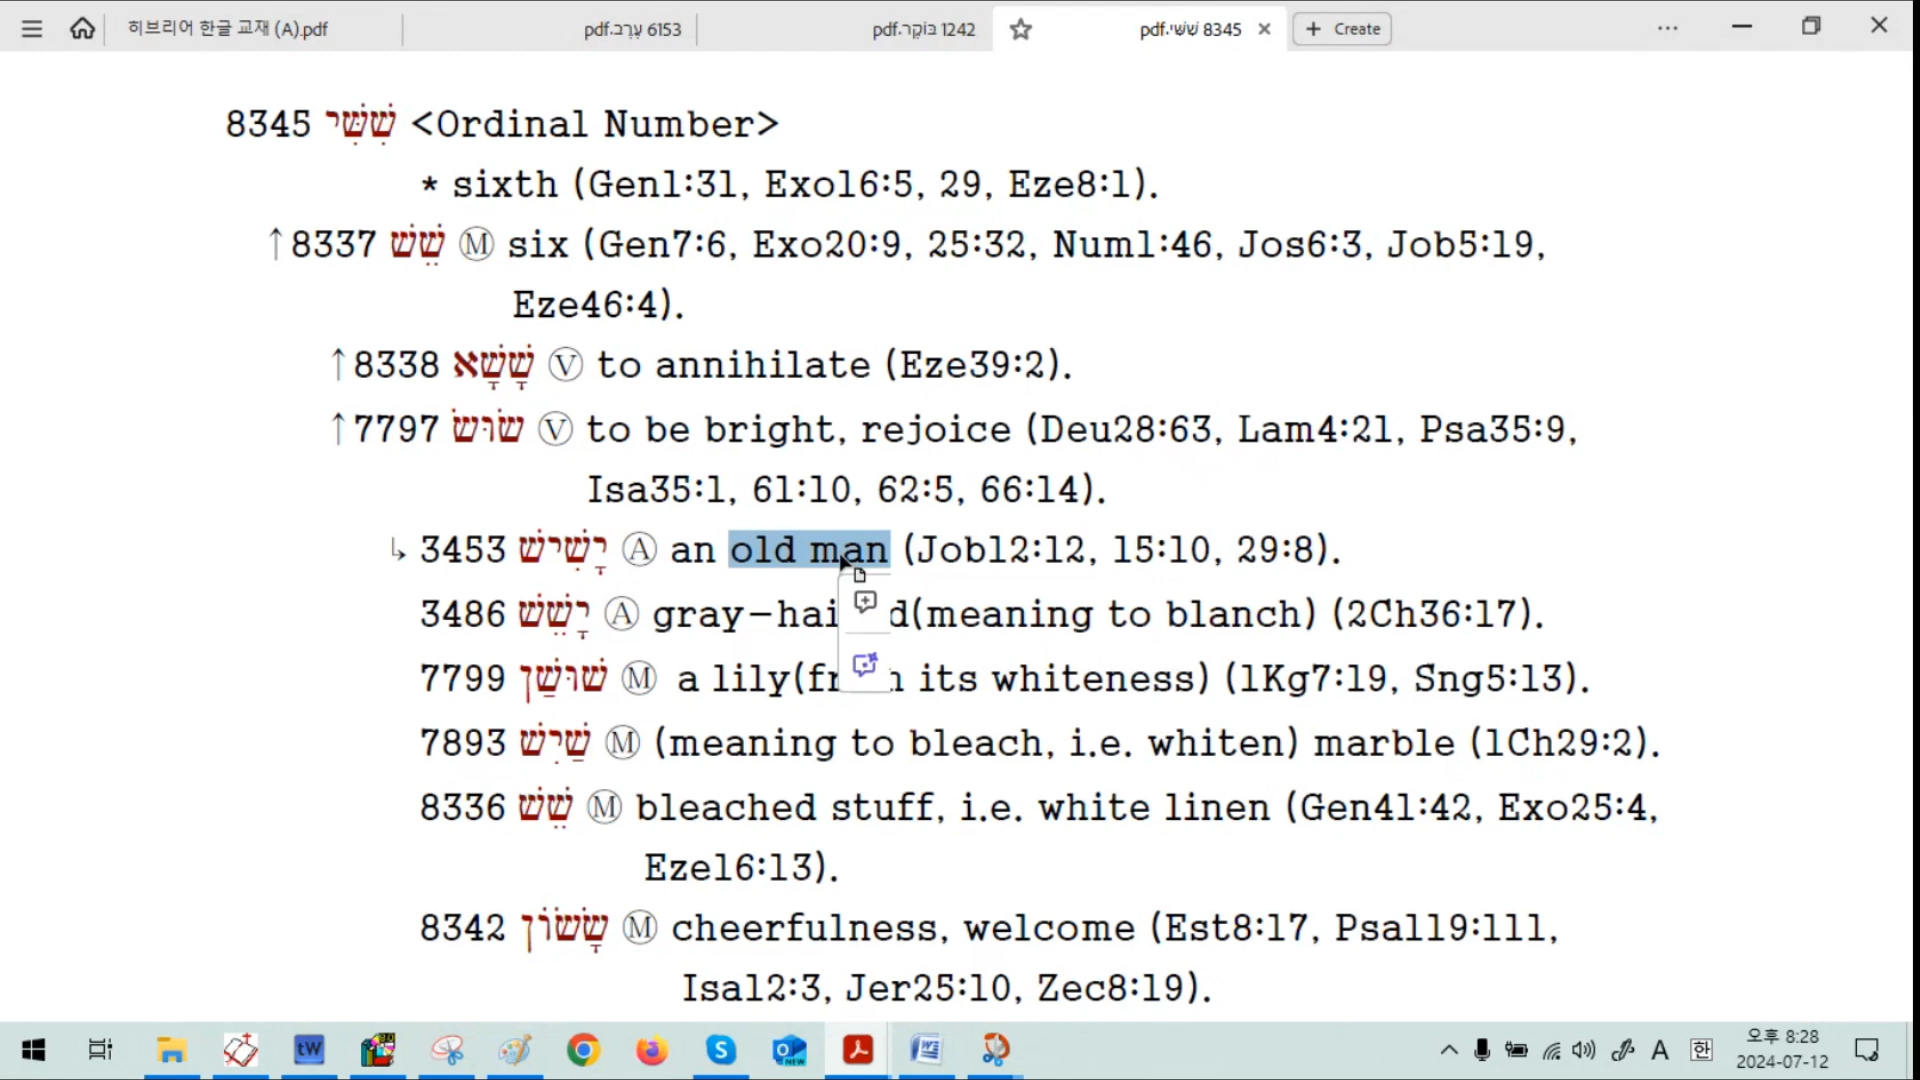 히브리어 한글 교재 (A).pdf
6153 עֶרֶב.pdf
1242 בּוֹקֶר.pdf
8345 שִׁשִּׁי.pdf
Create
8345 שִׁשִּׁי <Ordinal Number>
* sixth (Gen1:31, Exo16:5, 29, Eze8:1).
↑8337 שֵׁשׁ Ⓜ six (Gen7:6, Exo20:9, 25:32, Num1:46, Jos6:3, Job5:19,
Eze46:4).
↑8338 שָׁשָׁא Ⓥ to annihilate (Eze39:2).
↑7797 שׂוּשׂ Ⓥ to be bright, rejoice (Deu28:63, Lam4:21, Psa35:9,
Isa35:1, 61:10, 62:5, 66:14).
↳ 3453 יָשִׁישׁ Ⓐ an old man (Job12:12, 15:10, 29:8).
3486 יָשֵׁשׁ Ⓐ gray-hai d(meaning to blanch) (2Ch36:17).
7799 שׁוּשַׁן Ⓜ a lily(fr its whiteness) (1Kg7:19, Sng5:13).
7893 שַׁיִשׁ Ⓜ (meaning to bleach, i.e. whiten) marble (1Ch29:2).
8336 שֵׁשׁ Ⓜ bleached stuff, i.e. white linen (Gen41:42, Exo25:4,
Eze16:13).
8342 שָׂשׂוֹן Ⓜ cheerfulness, welcome (Est8:17, Psa119:111,
Isa12:3, Jer25:10, Zec8:19).
tW
NEW
A
한
오후 8:28
2024-07-12